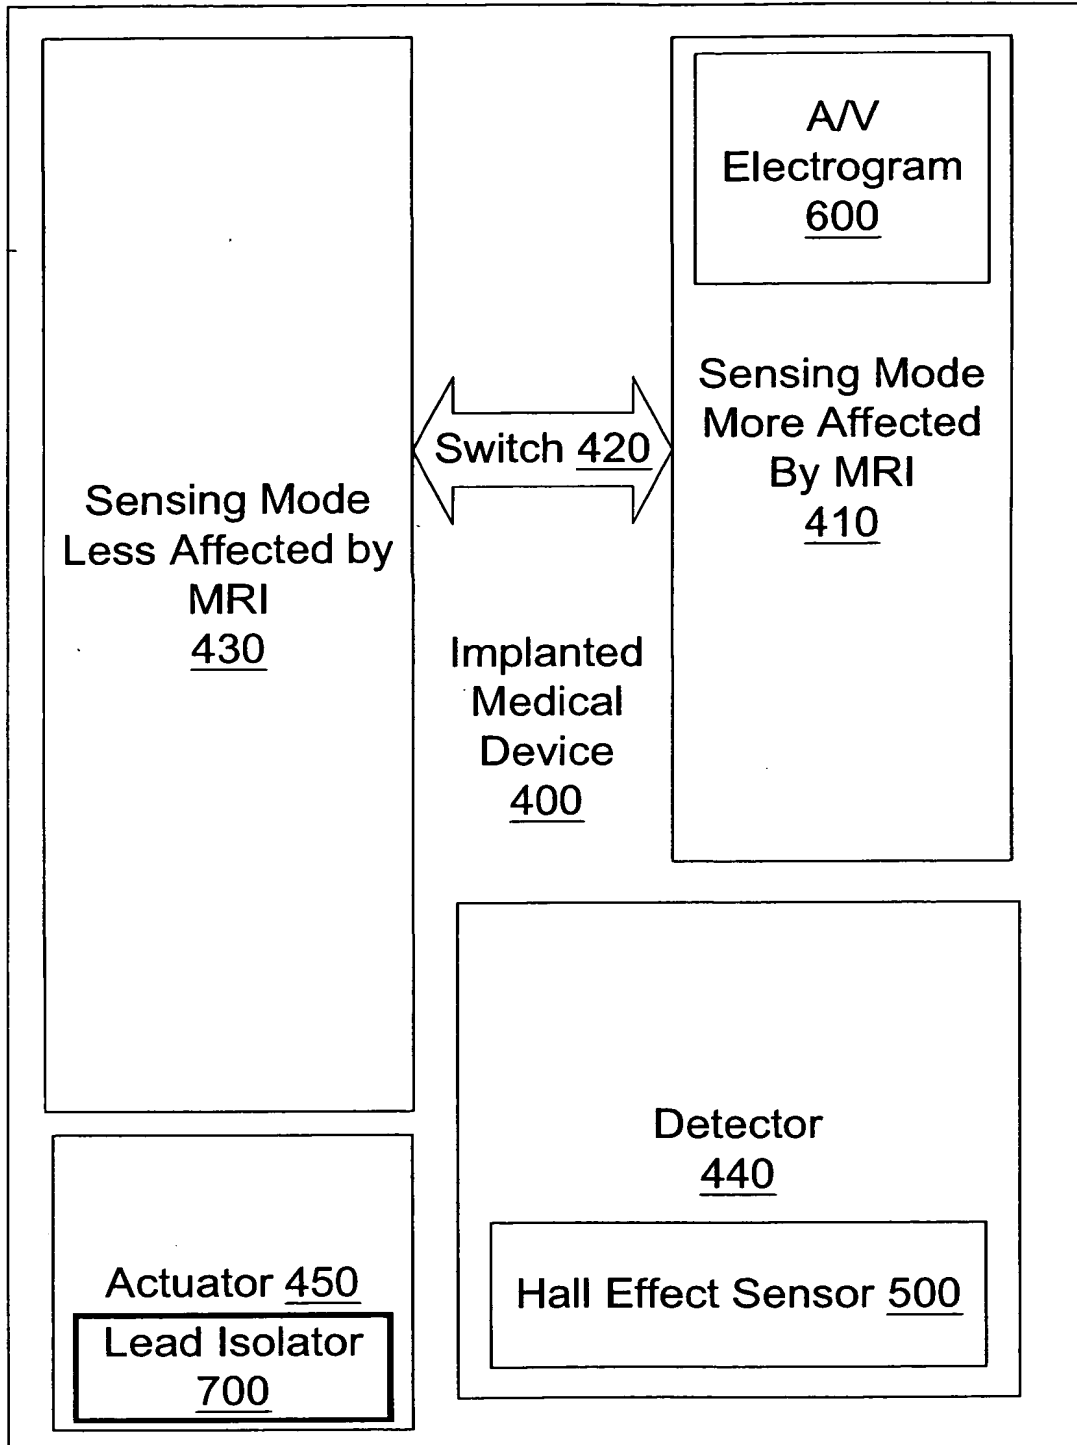 A/V
Electrogram
600
Sensing Mode
More Affected
By MRI
410
Switch 420
Sensing Mode
Less Affected by
MRI
430
Implanted
Medical
Device
400
Detector
440
Hall Effect Sensor 500
Actuator 450
Lead Isolator
700